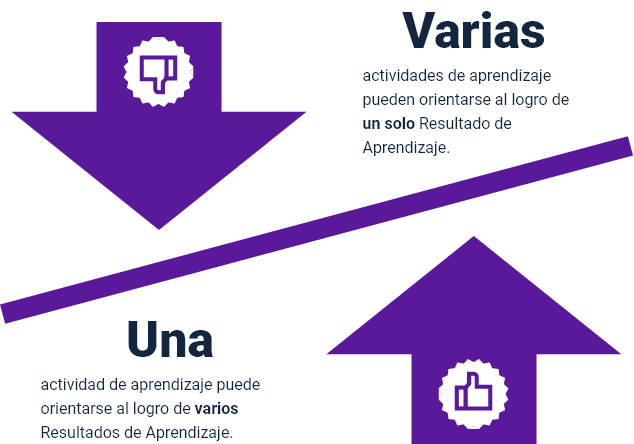 Varias
actividades de aprendizaje
pueden orientarse al logro de
un solo Resultado de
Aprendizaje.
Una
actividad de aprendizaje puede
orientarse al logro de varios
Resultados de Aprendizaje.